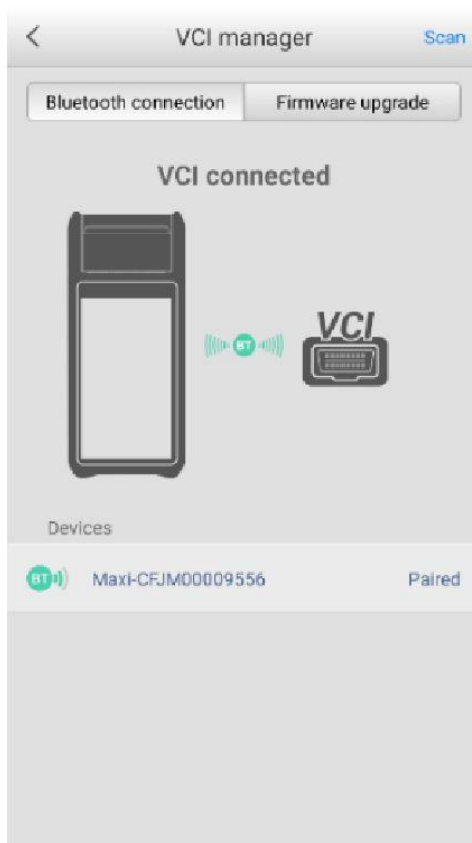 VCI manager Scan
Bluetooth connection Firmware upgrade
VCI connected
BT VCI
Devices
BT Maxi-CFJM00009556 Paired